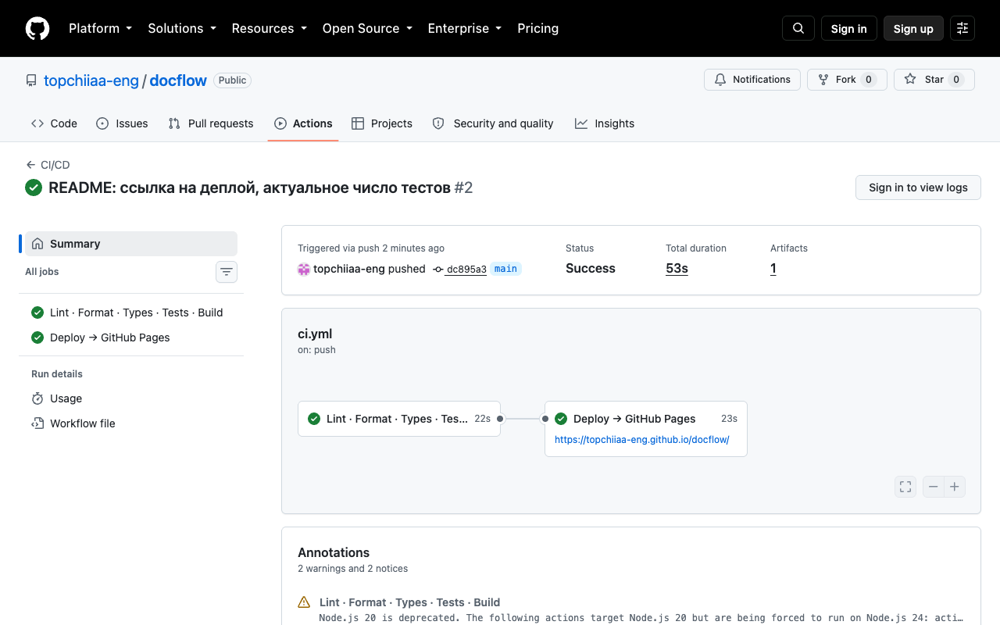 Platform Solutions Resources Open Source Enterprise Pricing Sign in Sign up
topchiiaa-eng / docflow Public Notifications Fork 0 Star 0
Code Issues Pull requests Actions Projects Security and quality Insights
← CI/CD
README: ссылка на деплой, актуальное число тестов #2
Sign in to view logs
Summary
All jobs
Lint · Format · Types · Tests · Build
Deploy → GitHub Pages
Run details
Usage
Workflow file
Triggered via push 2 minutes ago
topchiiaa-eng pushed dc895a3 main
Status
Success
Total duration
53s
Artifacts
1
ci.yml
on: push
Lint · Format · Types · Tes... 22s
Deploy → GitHub Pages 23s
https://topchiiaa-eng.github.io/docflow/
Annotations
2 warnings and 2 notices
Lint · Format · Types · Tests · Build
Node.js 20 is deprecated. The following actions target Node.js 20 but are being forced to run on Node.js 24: acti…